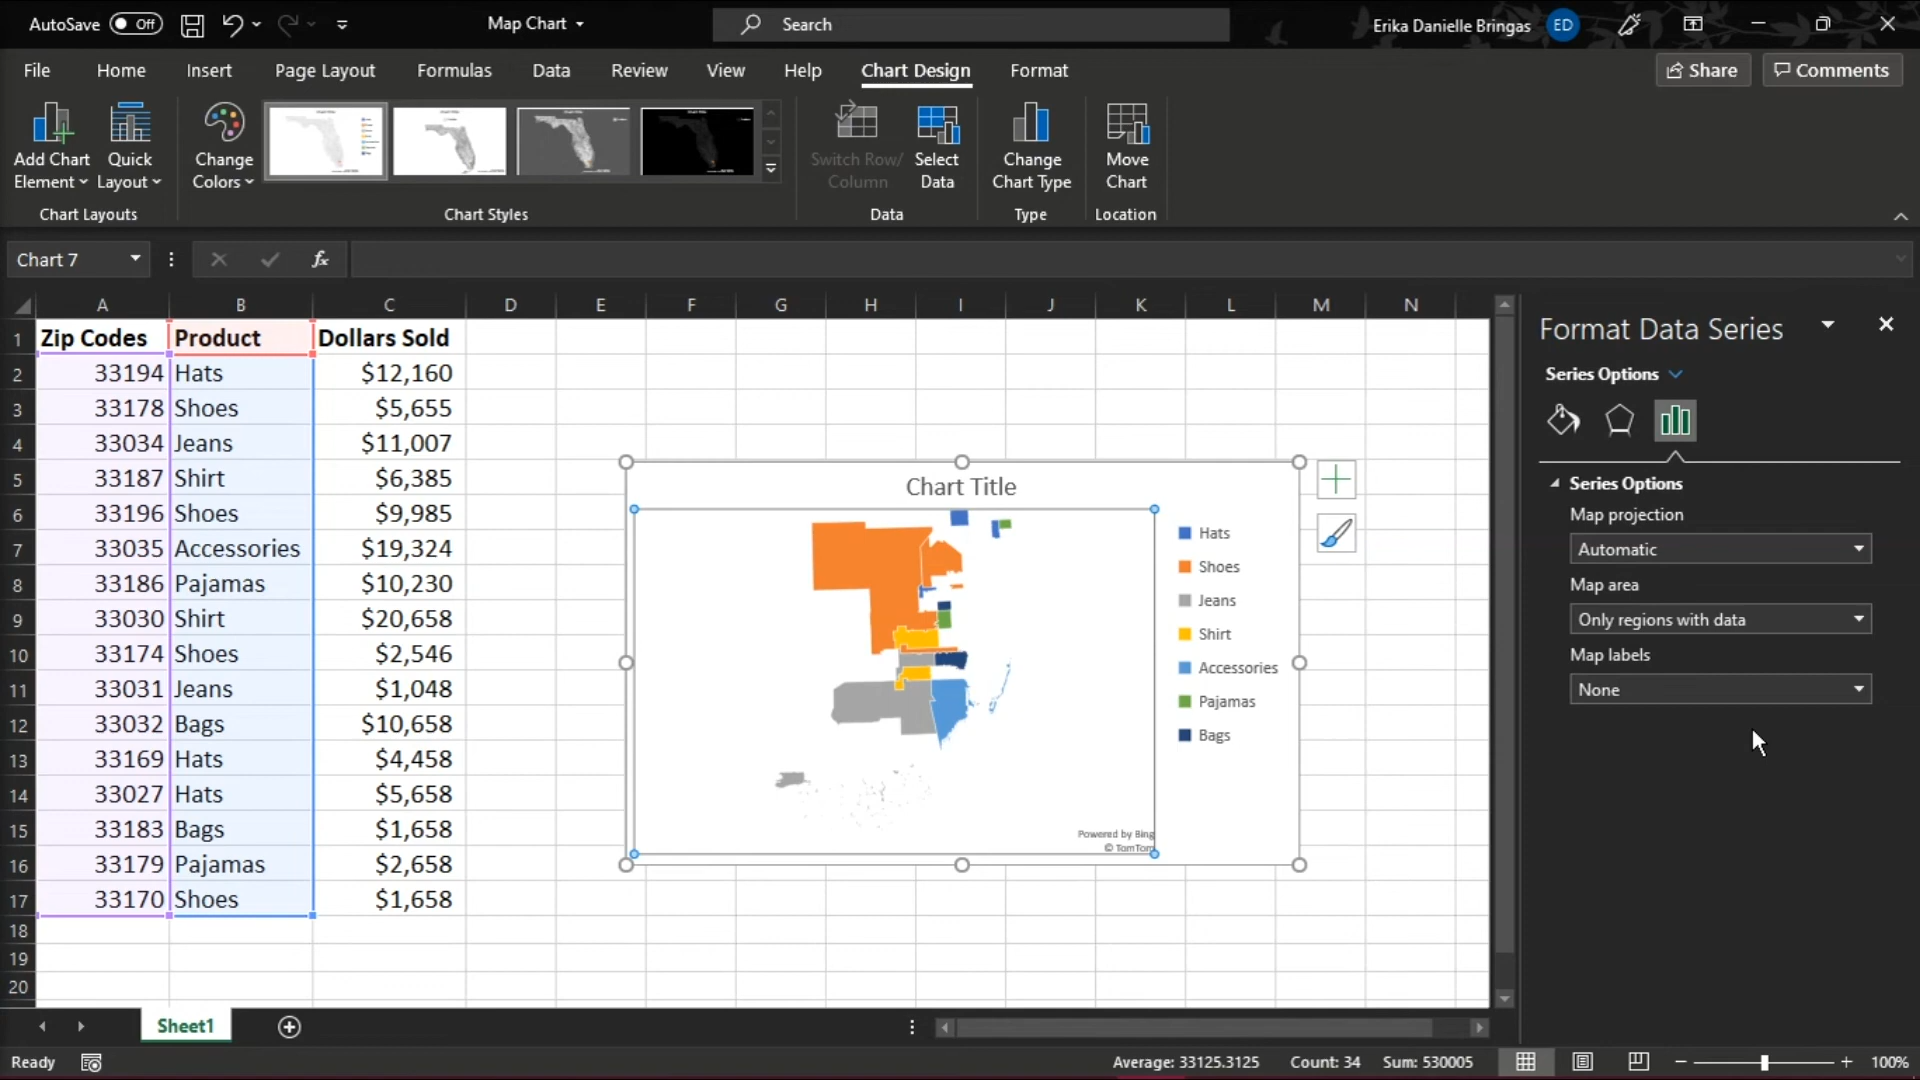 AutoSave Off Map Chart Search Erika Danielle Bringas ED
File Home Insert Page Layout Formulas Data Review View Help Chart Design Format Share Comments
Add Chart Element Quick Layout Change Colors Switch Row/ Column Select Data Change Chart Type Move Chart
Chart Layouts Chart Styles Data Type Location
Chart 7 fx
A B C D E F G H I J K L M N
1 Zip Codes Product Dollars Sold
2 33194 Hats $12,160
3 33178 Shoes $5,655
4 33034 Jeans $11,007
5 33187 Shirt $6,385
6 33196 Shoes $9,985
7 33035 Accessories $19,324
8 33186 Pajamas $10,230
9 33030 Shirt $20,658
10 33174 Shoes $2,546
11 33031 Jeans $1,048
12 33032 Bags $10,658
13 33169 Hats $4,458
14 33027 Hats $5,658
15 33183 Bags $1,658
16 33179 Pajamas $2,658
17 33170 Shoes $1,658
18
19
20
Chart Title
Hats
Shoes
Jeans
Shirt
Accessories
Pajamas
Bags
Powered by Bing
© TomTom
Format Data Series
Series Options
Series Options
Map projection
Automatic
Map area
Only regions with data
Map labels
None
Sheet1
Ready Average: 33125.3125 Count: 34 Sum: 530005 100%